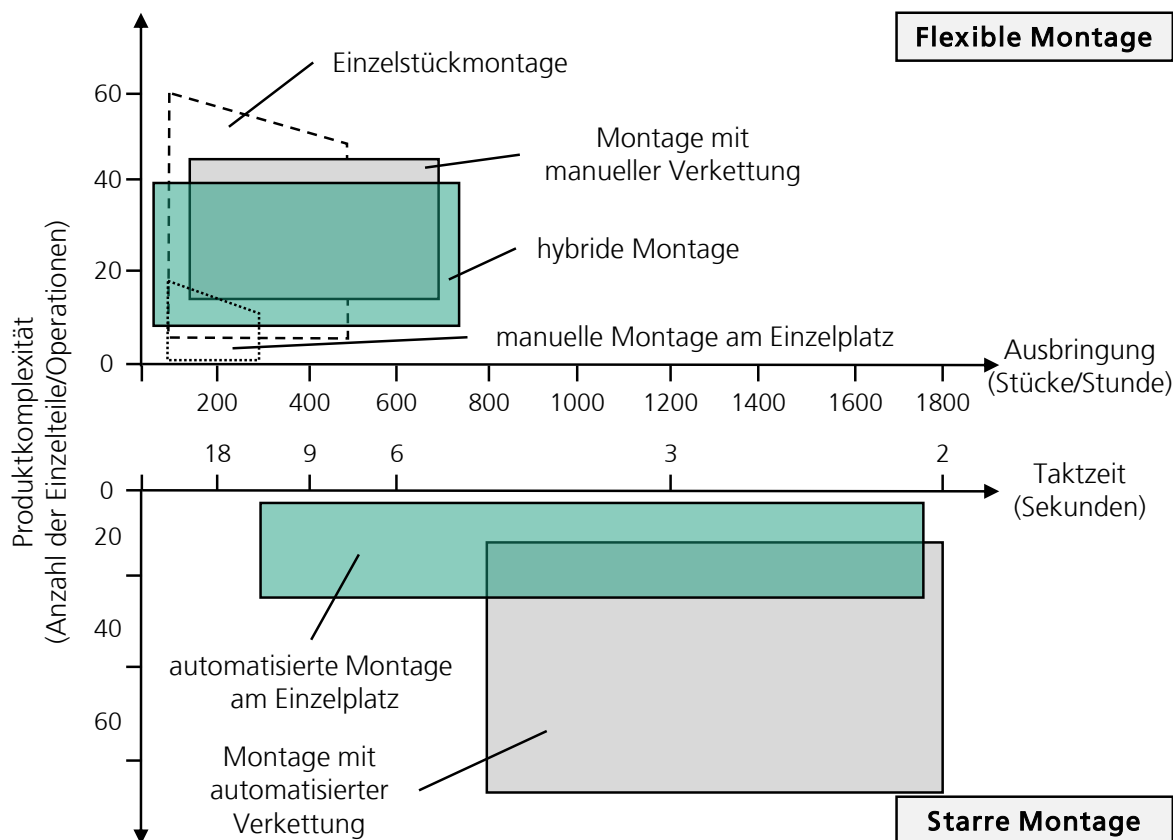 Flexible Montage
Einzelstückmontage
60
Montage mit
manueller Verkettung
40
hybride Montage
20
manuelle Montage am Einzelplatz
0
Ausbringung
(Stücke/Stunde)
200 400 600 800 1000 1200 1400 1600 1800
Produktkomplexität
(Anzahl der Einzelteile/Operationen)
18 9 6 3 2
Taktzeit
(Sekunden)
0
20
40
automatisierte Montage
am Einzelplatz
60
Montage mit
automatisierter
Verkettung
Starre Montage